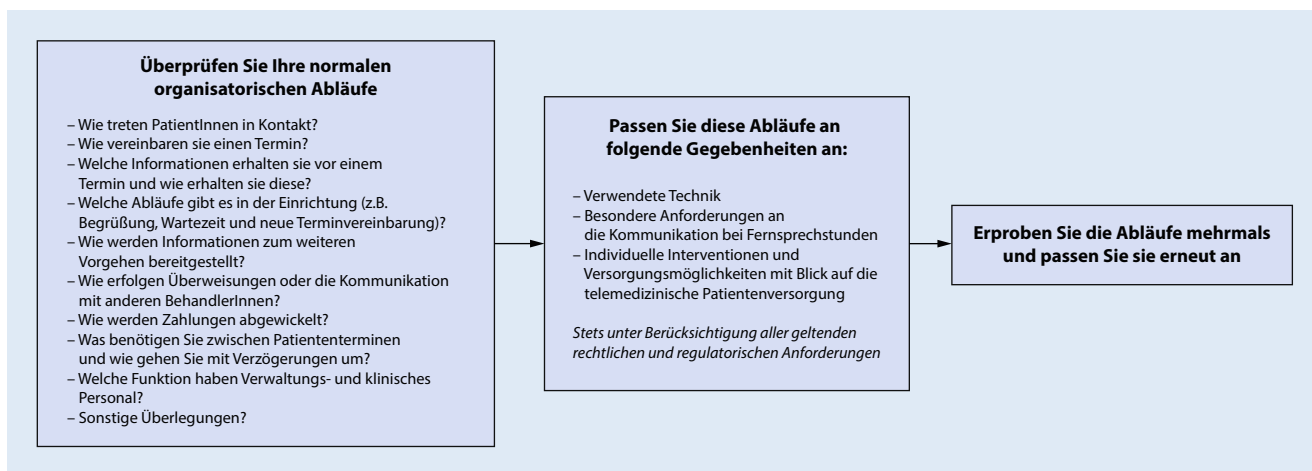 Überprüfen Sie Ihre normalen
organisatorischen Abläufe
– Wie treten PatientInnen in Kontakt?
– Wie vereinbaren sie einen Termin?
– Welche Informationen erhalten sie vor einem
Termin und wie erhalten sie diese?
– Welche Abläufe gibt es in der Einrichtung (z.B.
Begrüßung, Wartezeit und neue Terminvereinbarung)?
– Wie werden Informationen zum weiteren
Vorgehen bereitgestellt?
– Wie erfolgen Überweisungen oder die Kommunikation
mit anderen BehandlerInnen?
– Wie werden Zahlungen abgewickelt?
– Was benötigen Sie zwischen Patiententerminen
und wie gehen Sie mit Verzögerungen um?
– Welche Funktion haben Verwaltungs- und klinisches
Personal?
– Sonstige Überlegungen?
Passen Sie diese Abläufe an
folgende Gegebenheiten an:
– Verwendete Technik
– Besondere Anforderungen an
die Kommunikation bei Fernsprechstunden
– Individuelle Interventionen und
Versorgungsmöglichkeiten mit Blick auf die
telemedizinische Patientenversorgung
Stets unter Berücksichtigung aller geltenden
rechtlichen und regulatorischen Anforderungen
Erproben Sie die Abläufe mehrmals
und passen Sie sie erneut an